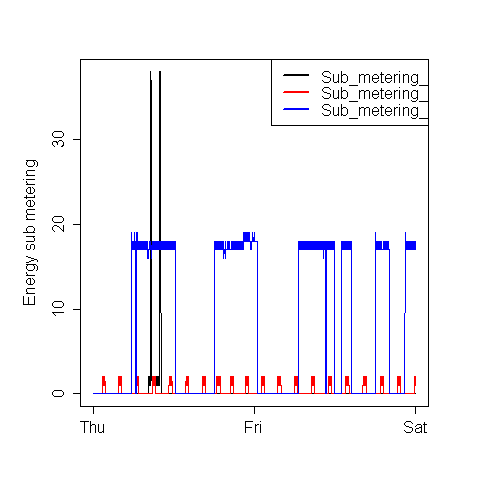 Sub_metering_
Sub_metering_
Sub_metering_
Energy sub metering
30
20
10
0
Thu Fri Sat